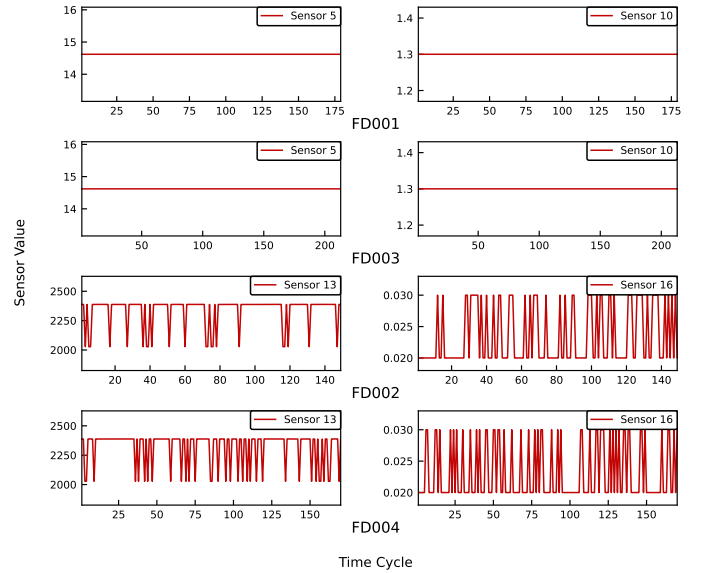 Sensor Value
16
15
14
Sensor 5
25 50 75 100 125 150 175
1.4
1.3
1.2
Sensor 10
25 50 75 100 125 150 175
FD001
16
15
14
Sensor 5
50 100 150 200
1.4
1.3
1.2
Sensor 10
50 100 150 200
FD003
2500
2250
2000
Sensor 13
20 40 60 80 100 120 140
0.030
0.025
0.020
Sensor 16
20 40 60 80 100 120 140
FD002
2500
2250
2000
Sensor 13
25 50 75 100 125 150
0.030
0.025
0.020
Sensor 16
25 50 75 100 125 150
FD004
Time Cycle